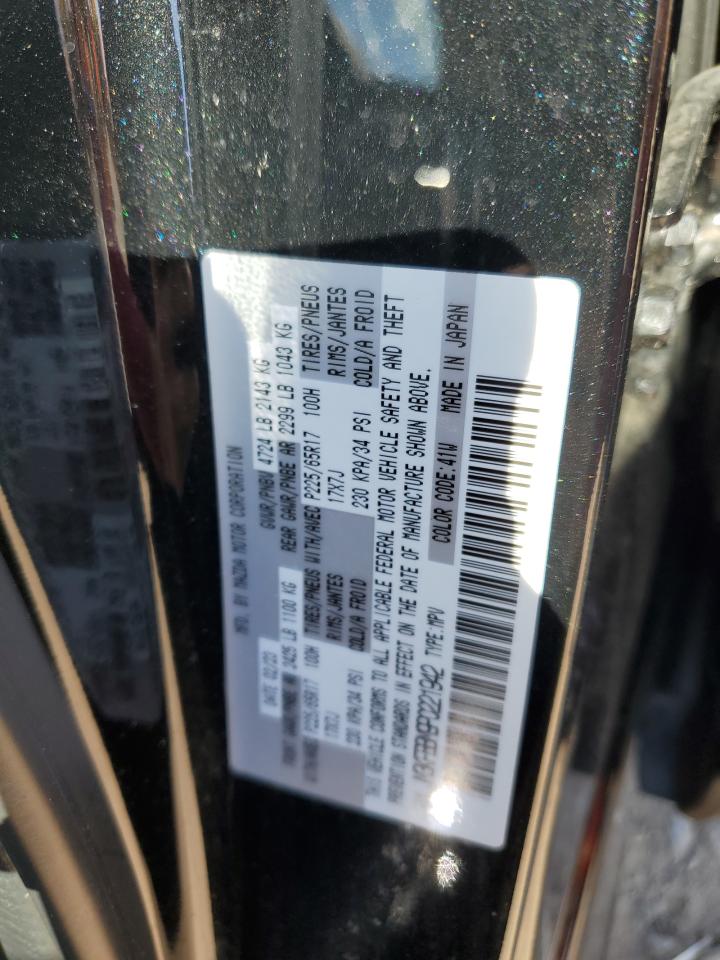 MFD. BY MAZDA MOTOR CORPORATION
DATE 02/23 GVWR/PNBV 4724 LB 2143 KG
2425 LB 1100 KG REAR GAWR/PNBE AR 2299 LB 1043 KG
P225/65R17 100H TIRES/PNEUS WITH/AVEC P225/65R17 100H TIRES/PNEUS
17X7J RIMS/JANTES 17X7J RIMS/JANTES
230 KPA/34 PSI COLD/A FROID 230 KPA/34 PSI COLD/A FROID
THIS VEHICLE CONFORMS TO ALL APPLICABLE FEDERAL MOTOR VEHICLE SAFETY AND THEFT
PREVENTION STANDARDS IN EFFECT ON THE DATE OF MANUFACTURE SHOWN ABOVE.
TYPE:MPV COLOR CODE:41W MADE IN JAPAN